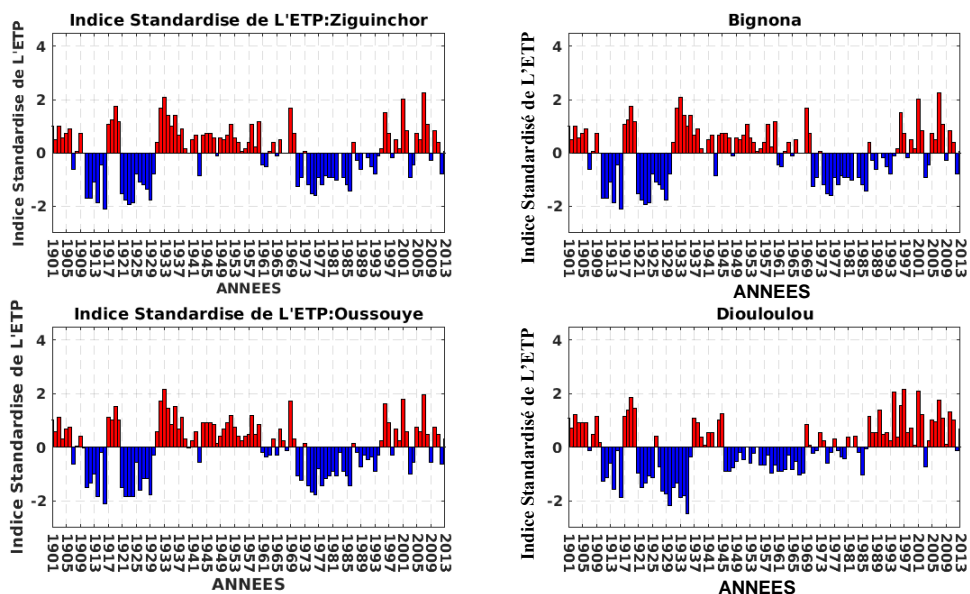 Indice Standardise de L'ETP:Ziguinchor
Indice Standardise de L'ETP
4
2
0
-2
1901 1905 1909 1913 1917 1921 1925 1929 1933 1937 1941 1945 1949 1953 1957 1961 1965 1969 1973 1977 1981 1985 1989 1993 1997 2001 2005 2009 2013
ANNEES
Bignona
Indice Standardisé de L’ETP
4
2
0
-2
1901 1905 1909 1913 1917 1921 1925 1929 1933 1937 1941 1945 1949 1953 1957 1961 1965 1969 1973 1977 1981 1985 1989 1993 1997 2001 2005 2009 2013
ANNEES
Indice Standardise de L'ETP:Oussouye
Indice Standardise de L'ETP
4
2
0
-2
1901 1905 1909 1913 1917 1921 1925 1929 1933 1937 1941 1945 1949 1953 1957 1961 1965 1969 1973 1977 1981 1985 1989 1993 1997 2001 2005 2009 2013
ANNEES
Diouloulou
Indice Standardisé de L’ETP
4
2
0
-2
1901 1905 1909 1913 1917 1921 1925 1929 1933 1937 1941 1945 1949 1953 1957 1961 1965 1969 1973 1977 1981 1985 1989 1993 1997 2001 2005 2009 2013
ANNEES